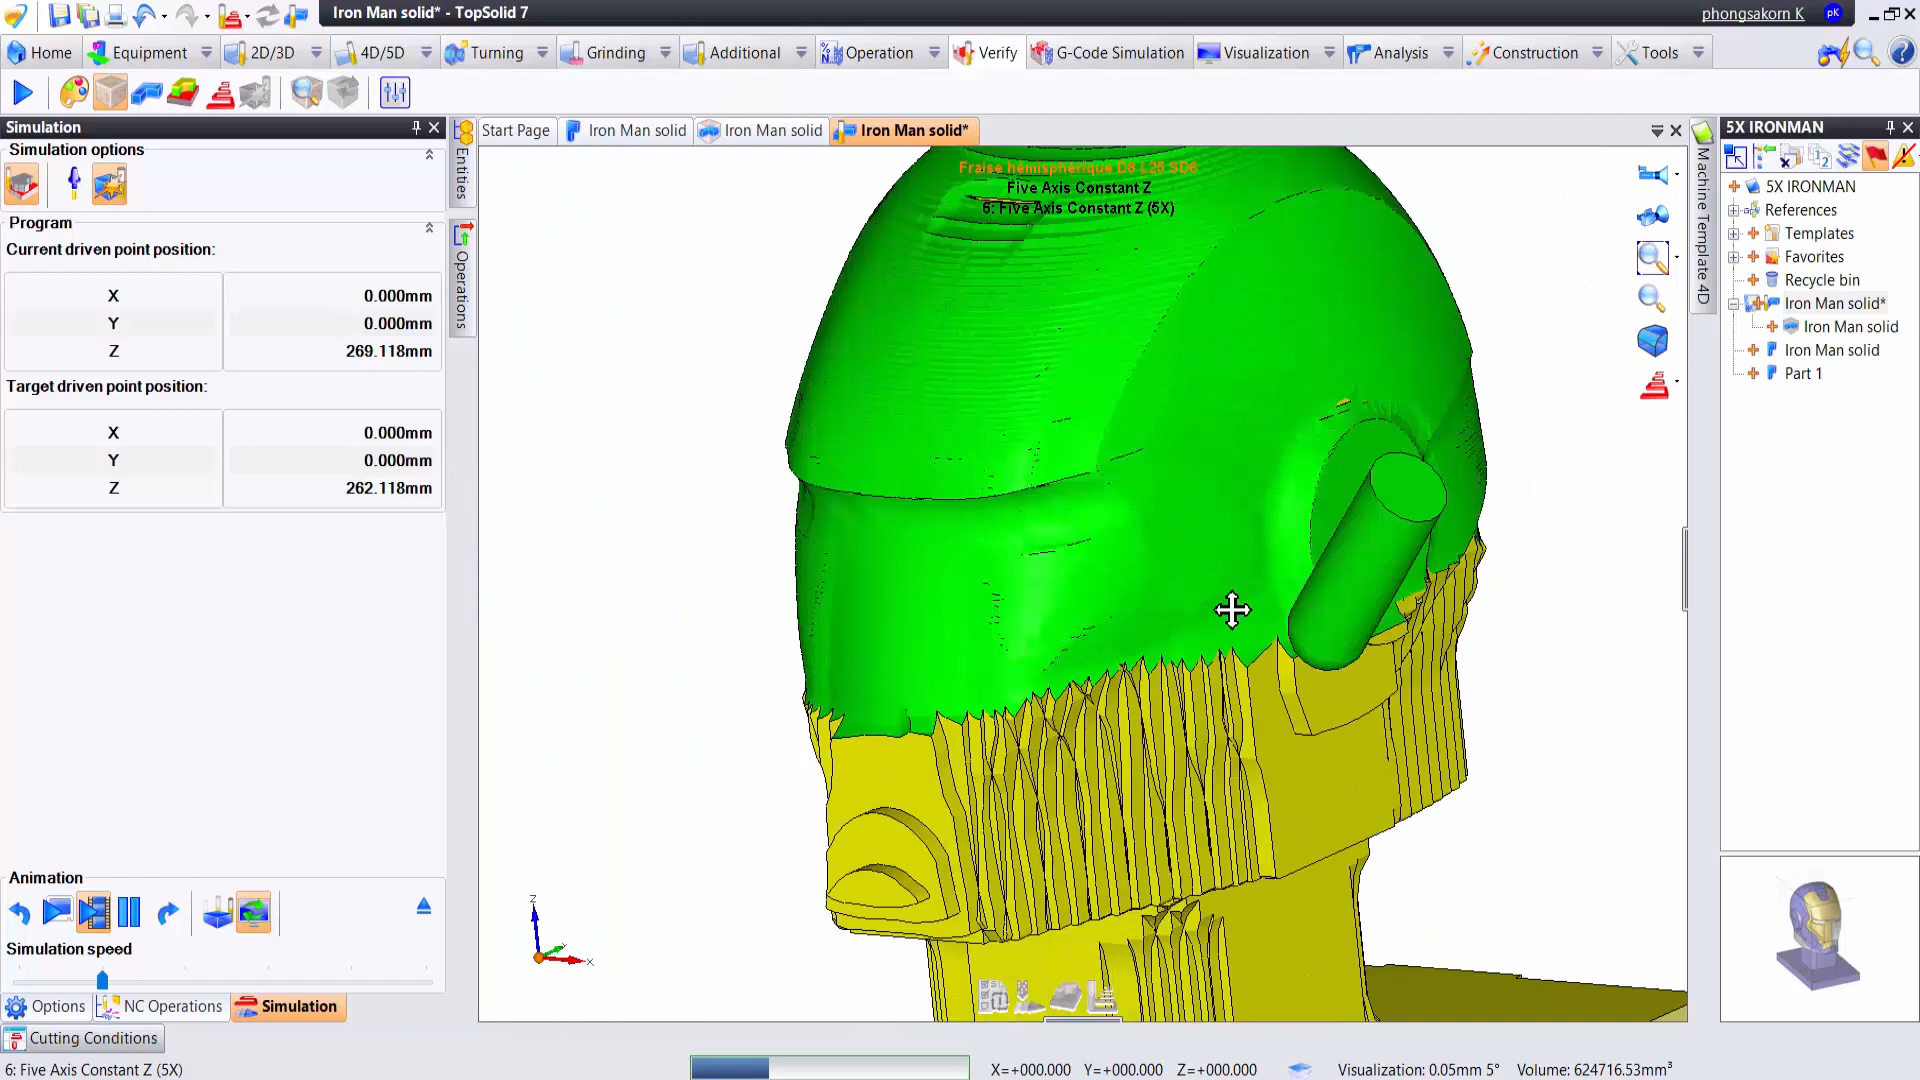 Iron Man solid* - TopSolid 7
phongsakorn K
pK
Home
Equipment
2D/3D
4D/5D
Turning
Grinding
Additional
Operation
Verify
G-Code Simulation
Visualization
Analysis
Construction
Tools
Simulation
Simulation options
Program
Current driven point position:
X 0.000mm
Y 0.000mm
Z 269.118mm
Target driven point position:
X 0.000mm
Y 0.000mm
Z 262.118mm
Animation
Simulation speed
Options
NC Operations
Simulation
Cutting Conditions
Entities
Operations
Start Page
Iron Man solid
Iron Man solid
Iron Man solid*
Fraise hémisphérique D8 L25 SD6
Five Axis Constant Z
6: Five Axis Constant Z (5X)
Z
X
Machine Template 4D
5X IRONMAN
5X IRONMAN
References
Templates
Favorites
Recycle bin
Iron Man solid*
Iron Man solid
Iron Man solid
Part 1
6: Five Axis Constant Z (5X)
X=+000.000 Y=+000.000 Z=+000.000
Visualization: 0.05mm 5°
Volume: 624716.53mm³